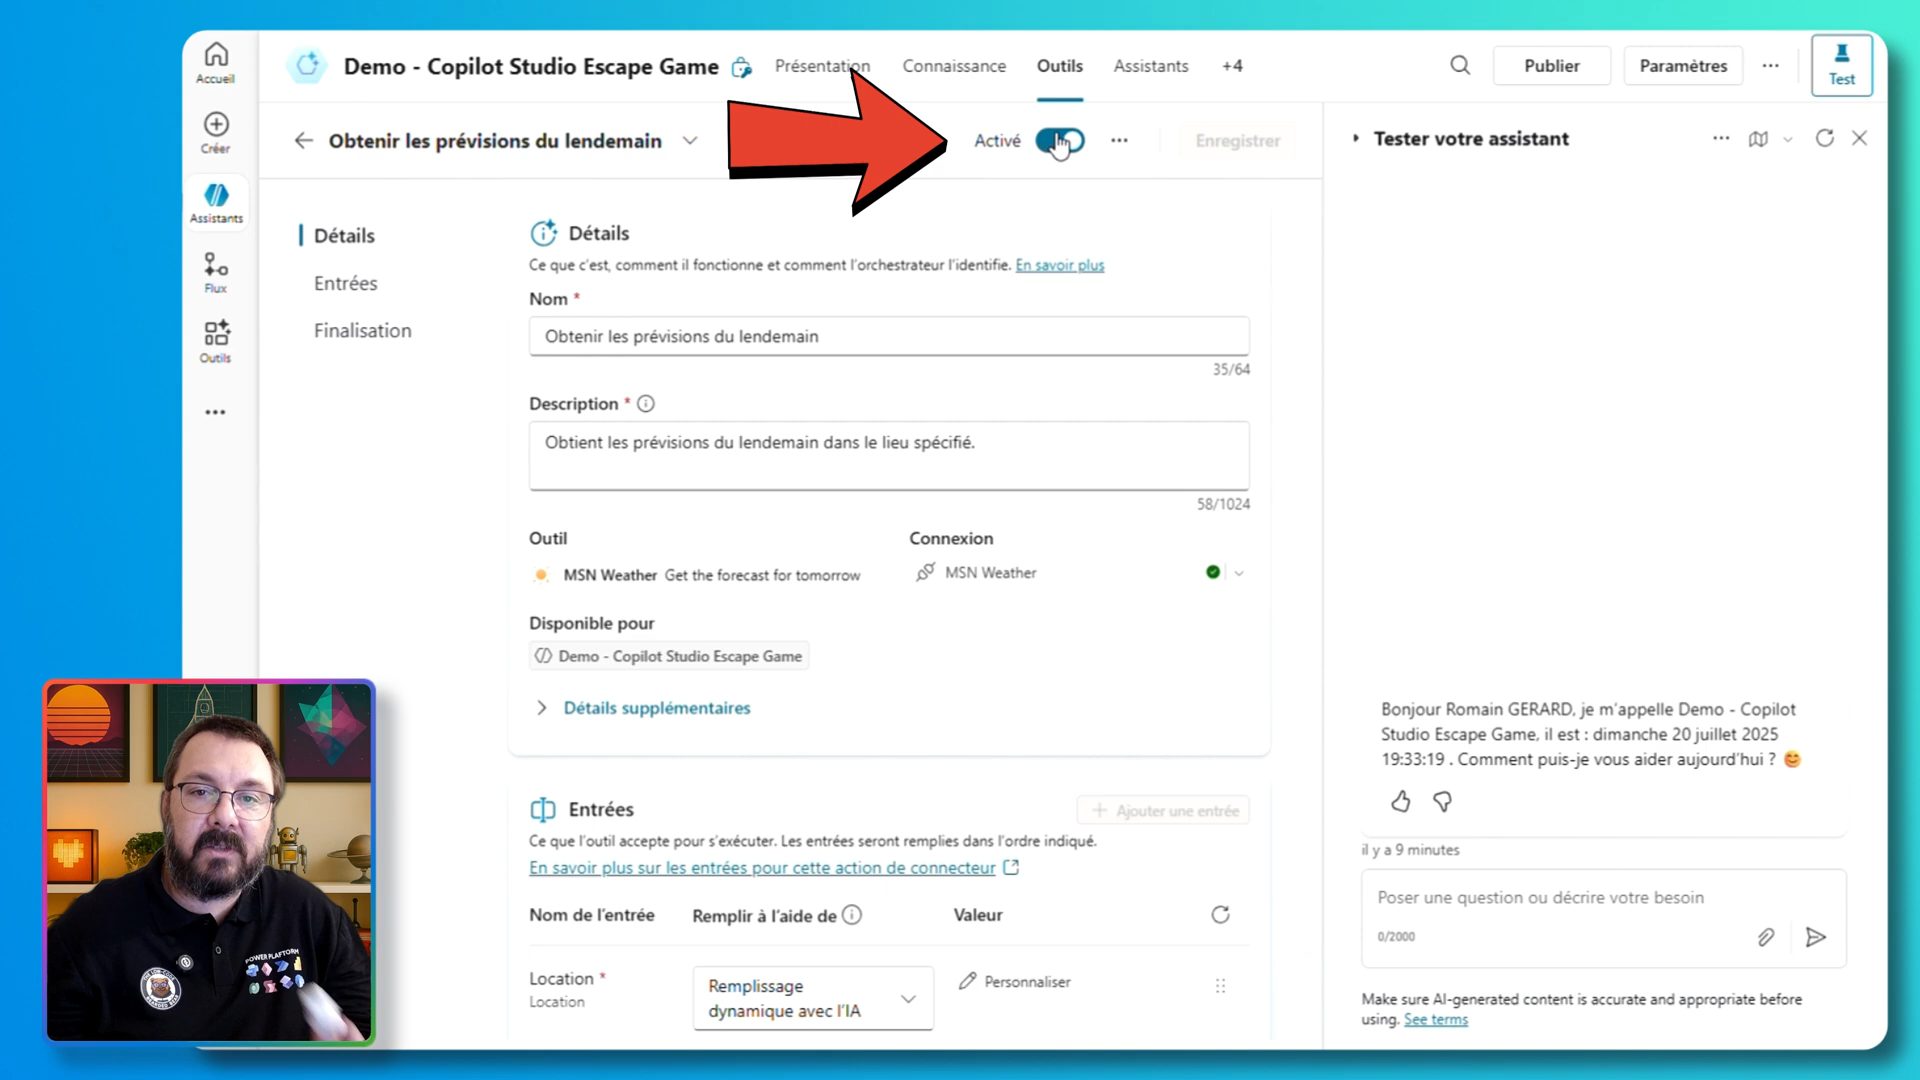 Accueil
Créer
Assistants
Flux
Outils
Demo - Copilot Studio Escape Game
Présentation
Connaissance
Outils
Assistants
+4
Publier
Paramètres
Test
Obtenir les prévisions du lendemain
Activé
Enregistrer
Détails
Entrées
Finalisation
Détails
Ce que c'est, comment il fonctionne et comment l'orchestrateur l'identifie. En savoir plus
Nom *
Obtenir les prévisions du lendemain
35/64
Description *
Obtient les prévisions du lendemain dans le lieu spécifié.
58/1024
Outil
Connexion
MSN Weather Get the forecast for tomorrow
MSN Weather
Disponible pour
Demo - Copilot Studio Escape Game
Détails supplémentaires
Entrées
Ajouter une entrée
Ce que l'outil accepte pour s'exécuter. Les entrées seront remplies dans l'ordre indiqué.
En savoir plus sur les entrées pour cette action de connecteur
Nom de l'entrée
Remplir à l'aide de
Valeur
Location *
Location
Remplissage
dynamique avec l'IA
Personnaliser
Tester votre assistant
Bonjour Romain GERARD, je m'appelle Demo - Copilot
Studio Escape Game, il est : dimanche 20 juillet 2025
19:33:19 . Comment puis-je vous aider aujourd'hui ? 😊
il y a 9 minutes
Poser une question ou décrire votre besoin
0/2000
Make sure AI-generated content is accurate and appropriate before
using. See terms
POWER PLAFTORM